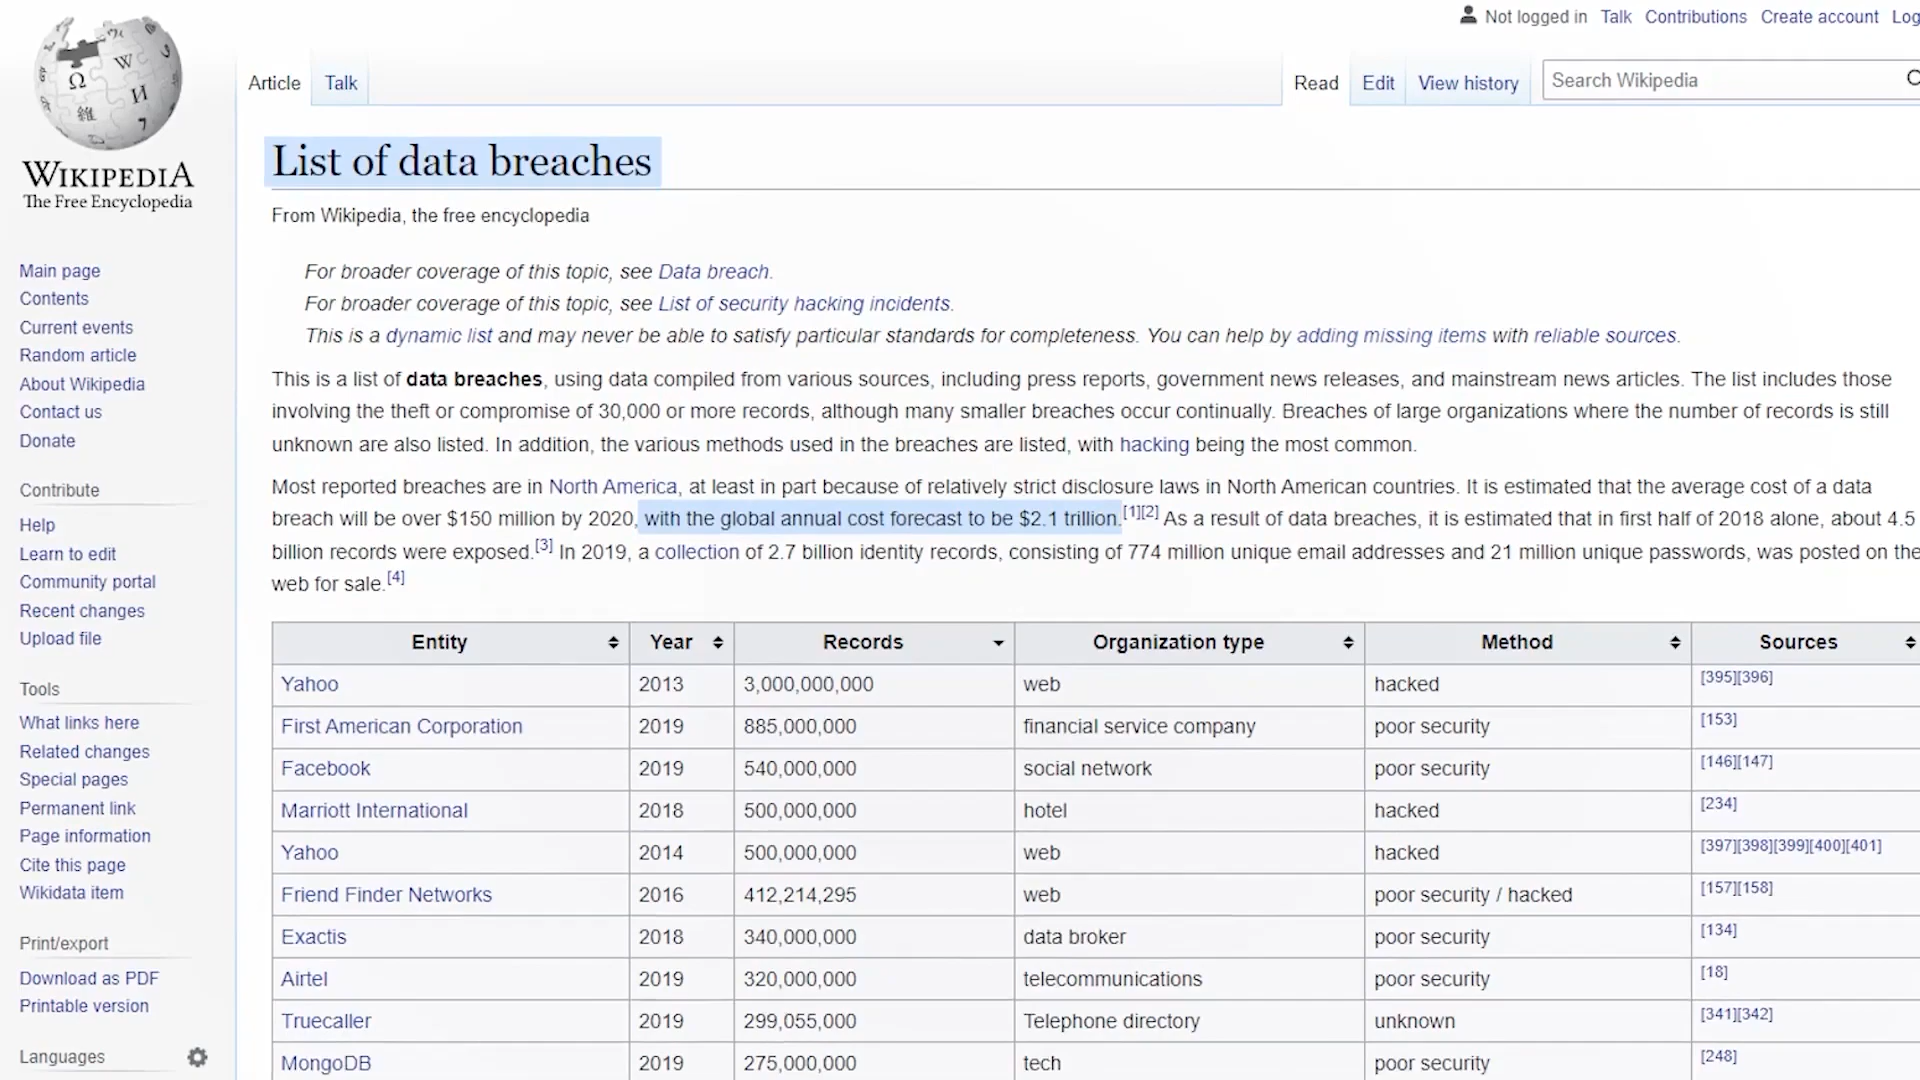 Not logged in Talk Contributions Create account Log
Article Talk Read Edit View history Search Wikipedia
WIKIPEDIA
The Free Encyclopedia
Main page
Contents
Current events
Random article
About Wikipedia
Contact us
Donate
Contribute
Help
Learn to edit
Community portal
Recent changes
Upload file
Tools
What links here
Related changes
Special pages
Permanent link
Page information
Cite this page
Wikidata item
Print/export
Download as PDF
Printable version
Languages
List of data breaches
From Wikipedia, the free encyclopedia
For broader coverage of this topic, see Data breach.
For broader coverage of this topic, see List of security hacking incidents.
This is a dynamic list and may never be able to satisfy particular standards for completeness. You can help by adding missing items with reliable sources.
This is a list of data breaches, using data compiled from various sources, including press reports, government news releases, and mainstream news articles. The list includes those
involving the theft or compromise of 30,000 or more records, although many smaller breaches occur continually. Breaches of large organizations where the number of records is still
unknown are also listed. In addition, the various methods used in the breaches are listed, with hacking being the most common.
Most reported breaches are in North America, at least in part because of relatively strict disclosure laws in North American countries. It is estimated that the average cost of a data
breach will be over $150 million by 2020, with the global annual cost forecast to be $2.1 trillion.[1][2] As a result of data breaches, it is estimated that in first half of 2018 alone, about 4.5
billion records were exposed.[3] In 2019, a collection of 2.7 billion identity records, consisting of 774 million unique email addresses and 21 million unique passwords, was posted on the
web for sale.[4]
Entity Year Records Organization type Method Sources
Yahoo 2013 3,000,000,000 web hacked [395][396]
First American Corporation 2019 885,000,000 financial service company poor security [153]
Facebook 2019 540,000,000 social network poor security [146][147]
Marriott International 2018 500,000,000 hotel hacked [234]
Yahoo 2014 500,000,000 web hacked [397][398][399][400][401]
Friend Finder Networks 2016 412,214,295 web poor security / hacked [157][158]
Exactis 2018 340,000,000 data broker poor security [134]
Airtel 2019 320,000,000 telecommunications poor security [18]
Truecaller 2019 299,055,000 Telephone directory unknown [341][342]
MongoDB 2019 275,000,000 tech poor security [248]